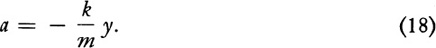 a = − k/m y. (18)